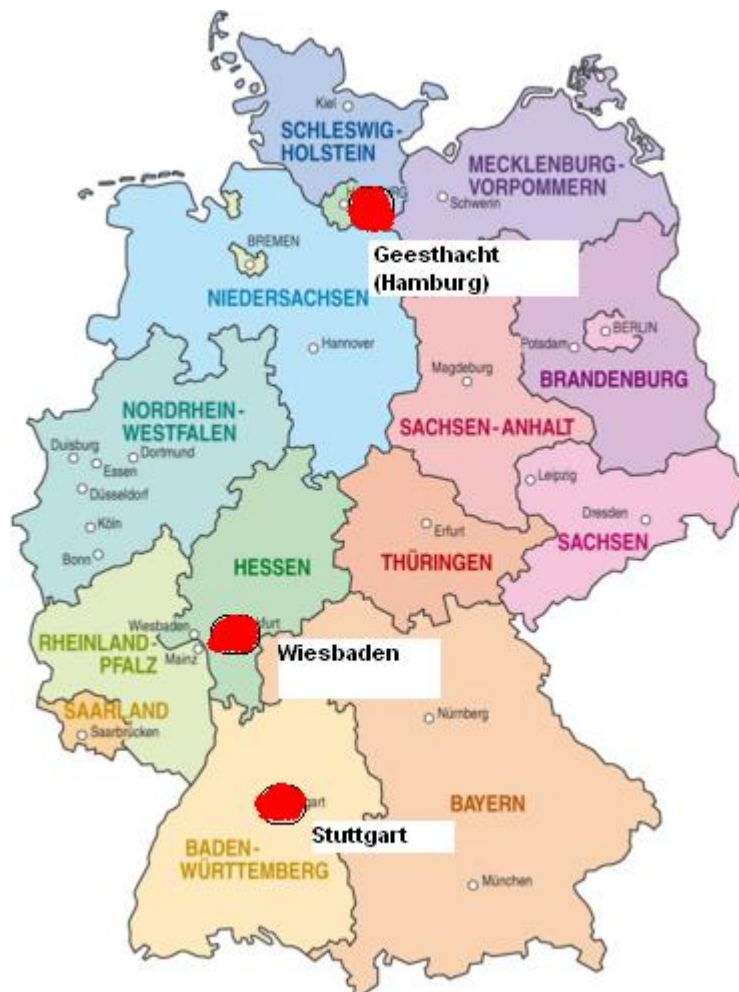 Kiel
SCHLESWIG-
HOLSTEIN
MECKLENBURG-
VORPOMMERN
Schwerin
Geesthacht
(Hamburg)
BREMEN
NIEDERSACHSEN
Hannover
BERLIN
Potsdam
BRANDENBURG
Magdeburg
SACHSEN-ANHALT
NORDRHEIN-
WESTFALEN
Duisburg
Dortmund
Essen
Düsseldorf
Köln
Bonn
Leipzig
Dresden
SACHSEN
Erfurt
THÜRINGEN
HESSEN
Wiesbaden
Mainz
RHEINLAND-
PFALZ
Wiesbaden
SAARLAND
Saarbrücken
Nürnberg
BAYERN
Stuttgart
BADEN-
WÜRTTEMBERG
München